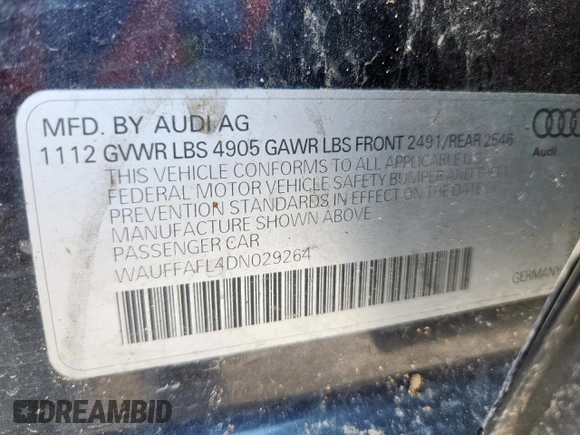 MFD. BY AUDI AG
1112 GVWR LBS 4905 GAWR LBS FRONT 2491/REAR 2546
THIS VEHICLE CONFORMS TO ALL APPLICABLE U.S.
FEDERAL MOTOR VEHICLE SAFETY BUMPER AND THEFT
PREVENTION STANDARDS IN EFFECT ON THE DATE OF
MANUFACTURE SHOWN ABOVE
PASSENGER CAR
WAUFFAFL4DN029264
Audi
GERMANY
DREAMBID